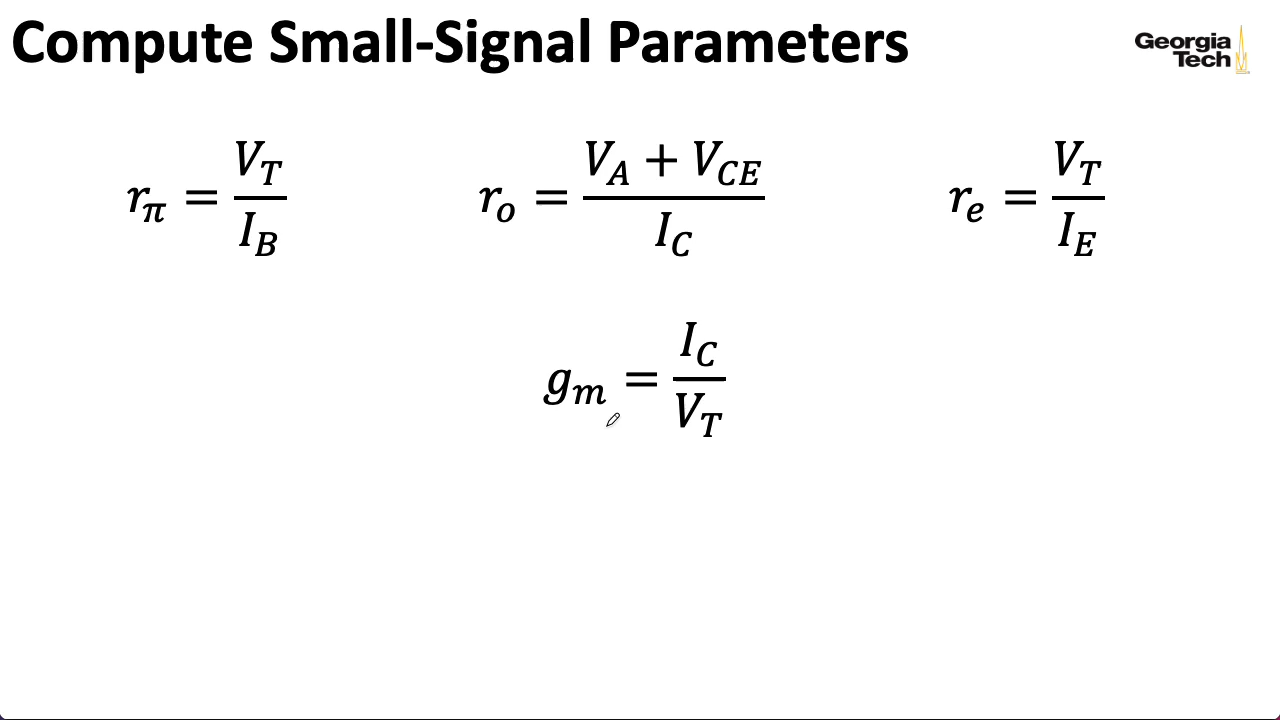 Compute Small-Signal Parameters
Georgia
Tech
r_π = V_T / I_B
r_o = (V_A + V_CE) / I_C
r_e = V_T / I_E
g_m = I_C / V_T